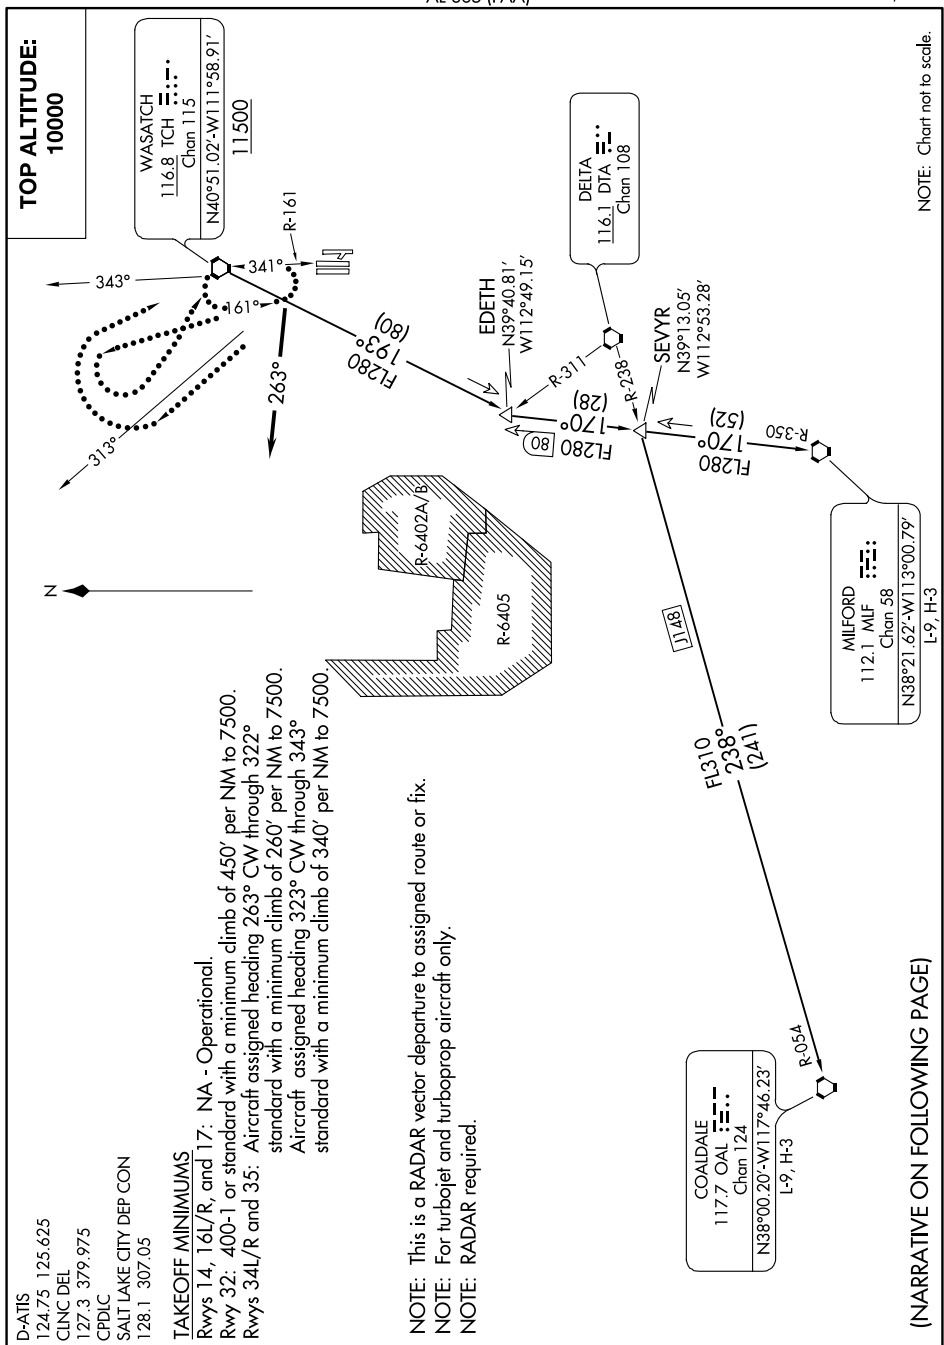 TOP ALTITUDE:
10000
D-ATIS
124.75 125.625
CLNC DEL
127.3 379.975
CPDLC
SALT LAKE CITY DEP CON
128.1 307.05
TAKEOFF MINIMUMS
Rwys 14, 16L/R, and 17: NA - Operational.
Rwy 32: 400-1 or standard with a minimum climb of 450' per NM to 7500.
Rwys 34L/R and 35: Aircraft assigned heading 263° CW through 322°
standard with a minimum climb of 260' per NM to 7500.
Aircraft assigned heading 323° CW through 343°
standard with a minimum climb of 340' per NM to 7500.
NOTE: This is a RADAR vector departure to assigned route or fix.
NOTE: For turbojet and turboprop aircraft only.
NOTE: RADAR required.
WASATCH
116.8 TCH
Chan 115
N40°51.02'-W111°58.91'
11500
343°
313°
341°
R-161
161°
263°
N
FL280
193°
(80)
EDETH
N39°40.81'
W112°49.15'
DELTA
116.1 DTA
Chan 108
R-311
R-238
80
FL280
170°
(28)
SEVYR
N39°13.05'
W112°53.28'
FL280
170°
(52)
R-350
R-6402A/B
R-6405
MILFORD
112.1 MLF
Chan 58
N38°21.62'-W113°00.79'
L-9, H-3
J148
FL310
238°
(241)
R-054
COALDALE
117.7 OAL
Chan 124
N38°00.20'-W117°46.23'
L-9, H-3
NOTE: Chart not to scale.
(NARRATIVE ON FOLLOWING PAGE)